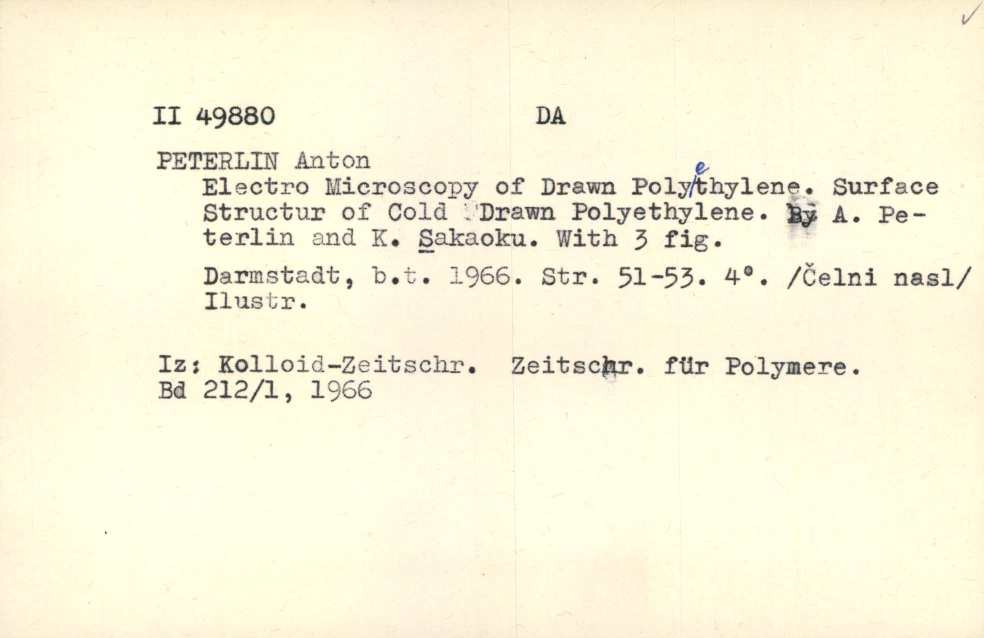 II 49880 DA
PETERLIN Anton
Electro Microscopy of Drawn Polyethylene. Surface
Structur of Cold Drawn Polyethylene. By A. Pe-
terlin and K. Sakaoku. With 3 fig.
Darmstadt, b.t. 1966. Str. 51-53. 4°. /Čelni nasl/
Ilustr.
Iz: Kolloid-Zeitschr. Zeitschr. für Polymere.
Bd 212/1, 1966